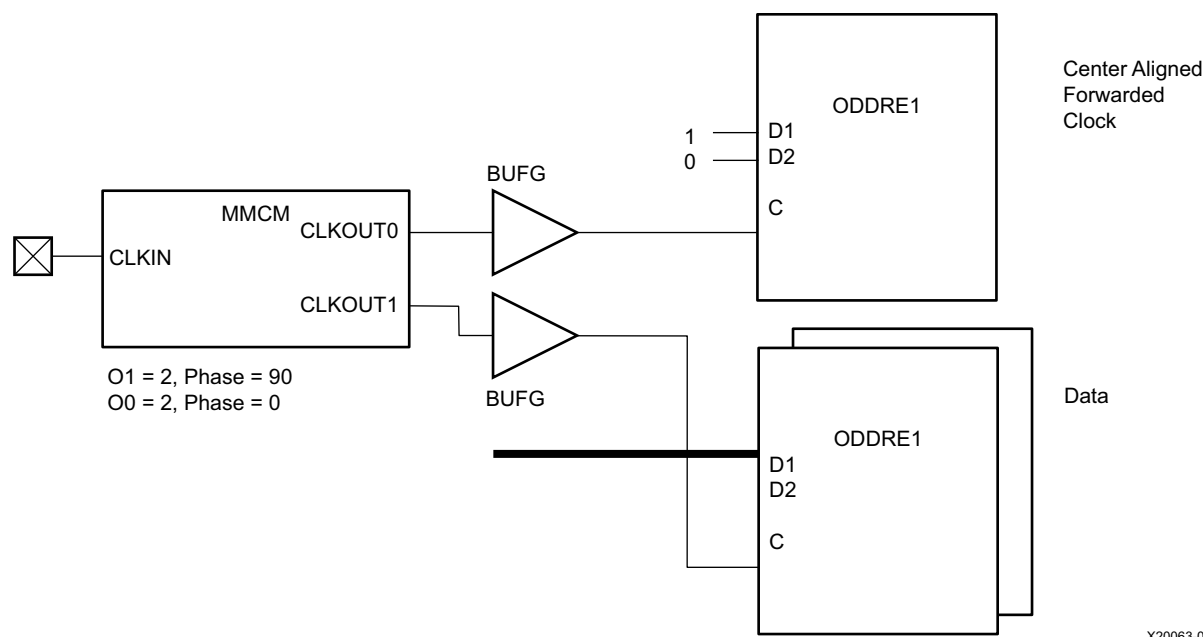 ODDRE1
Center Aligned
Forwarded
Clock
1
D1
0
D2
C
BUFG
MMCM
CLKOUT0
CLKIN
CLKOUT1
O1 = 2, Phase = 90
O0 = 2, Phase = 0
BUFG
Data
ODDRE1
D1
D2
C